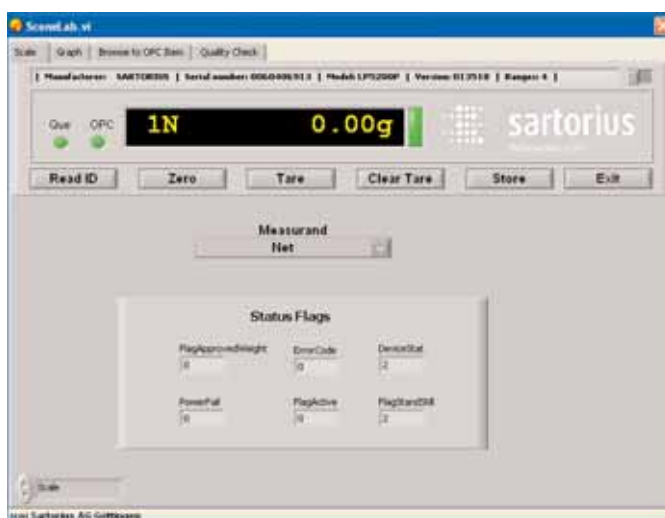 SceneLab.vi
Scale Graph Browse to OPC Item Quality Check
| Manufacturer: SARTORIUS | Serial number: | Model: LP5200P | Version: 013510 | Ranges: 4 |
Que OPC 1N 0.00g sartorius
Read ID Zero Tare Clear Tare Store Exit
Measurand
Net
Status Flags
FlagApprovedWeight ErrorCode DeviceStat
0 0 2
PowerFail FlagActive FlagStandStill
0 0 2
Scale
Sartorius AG Göttingen